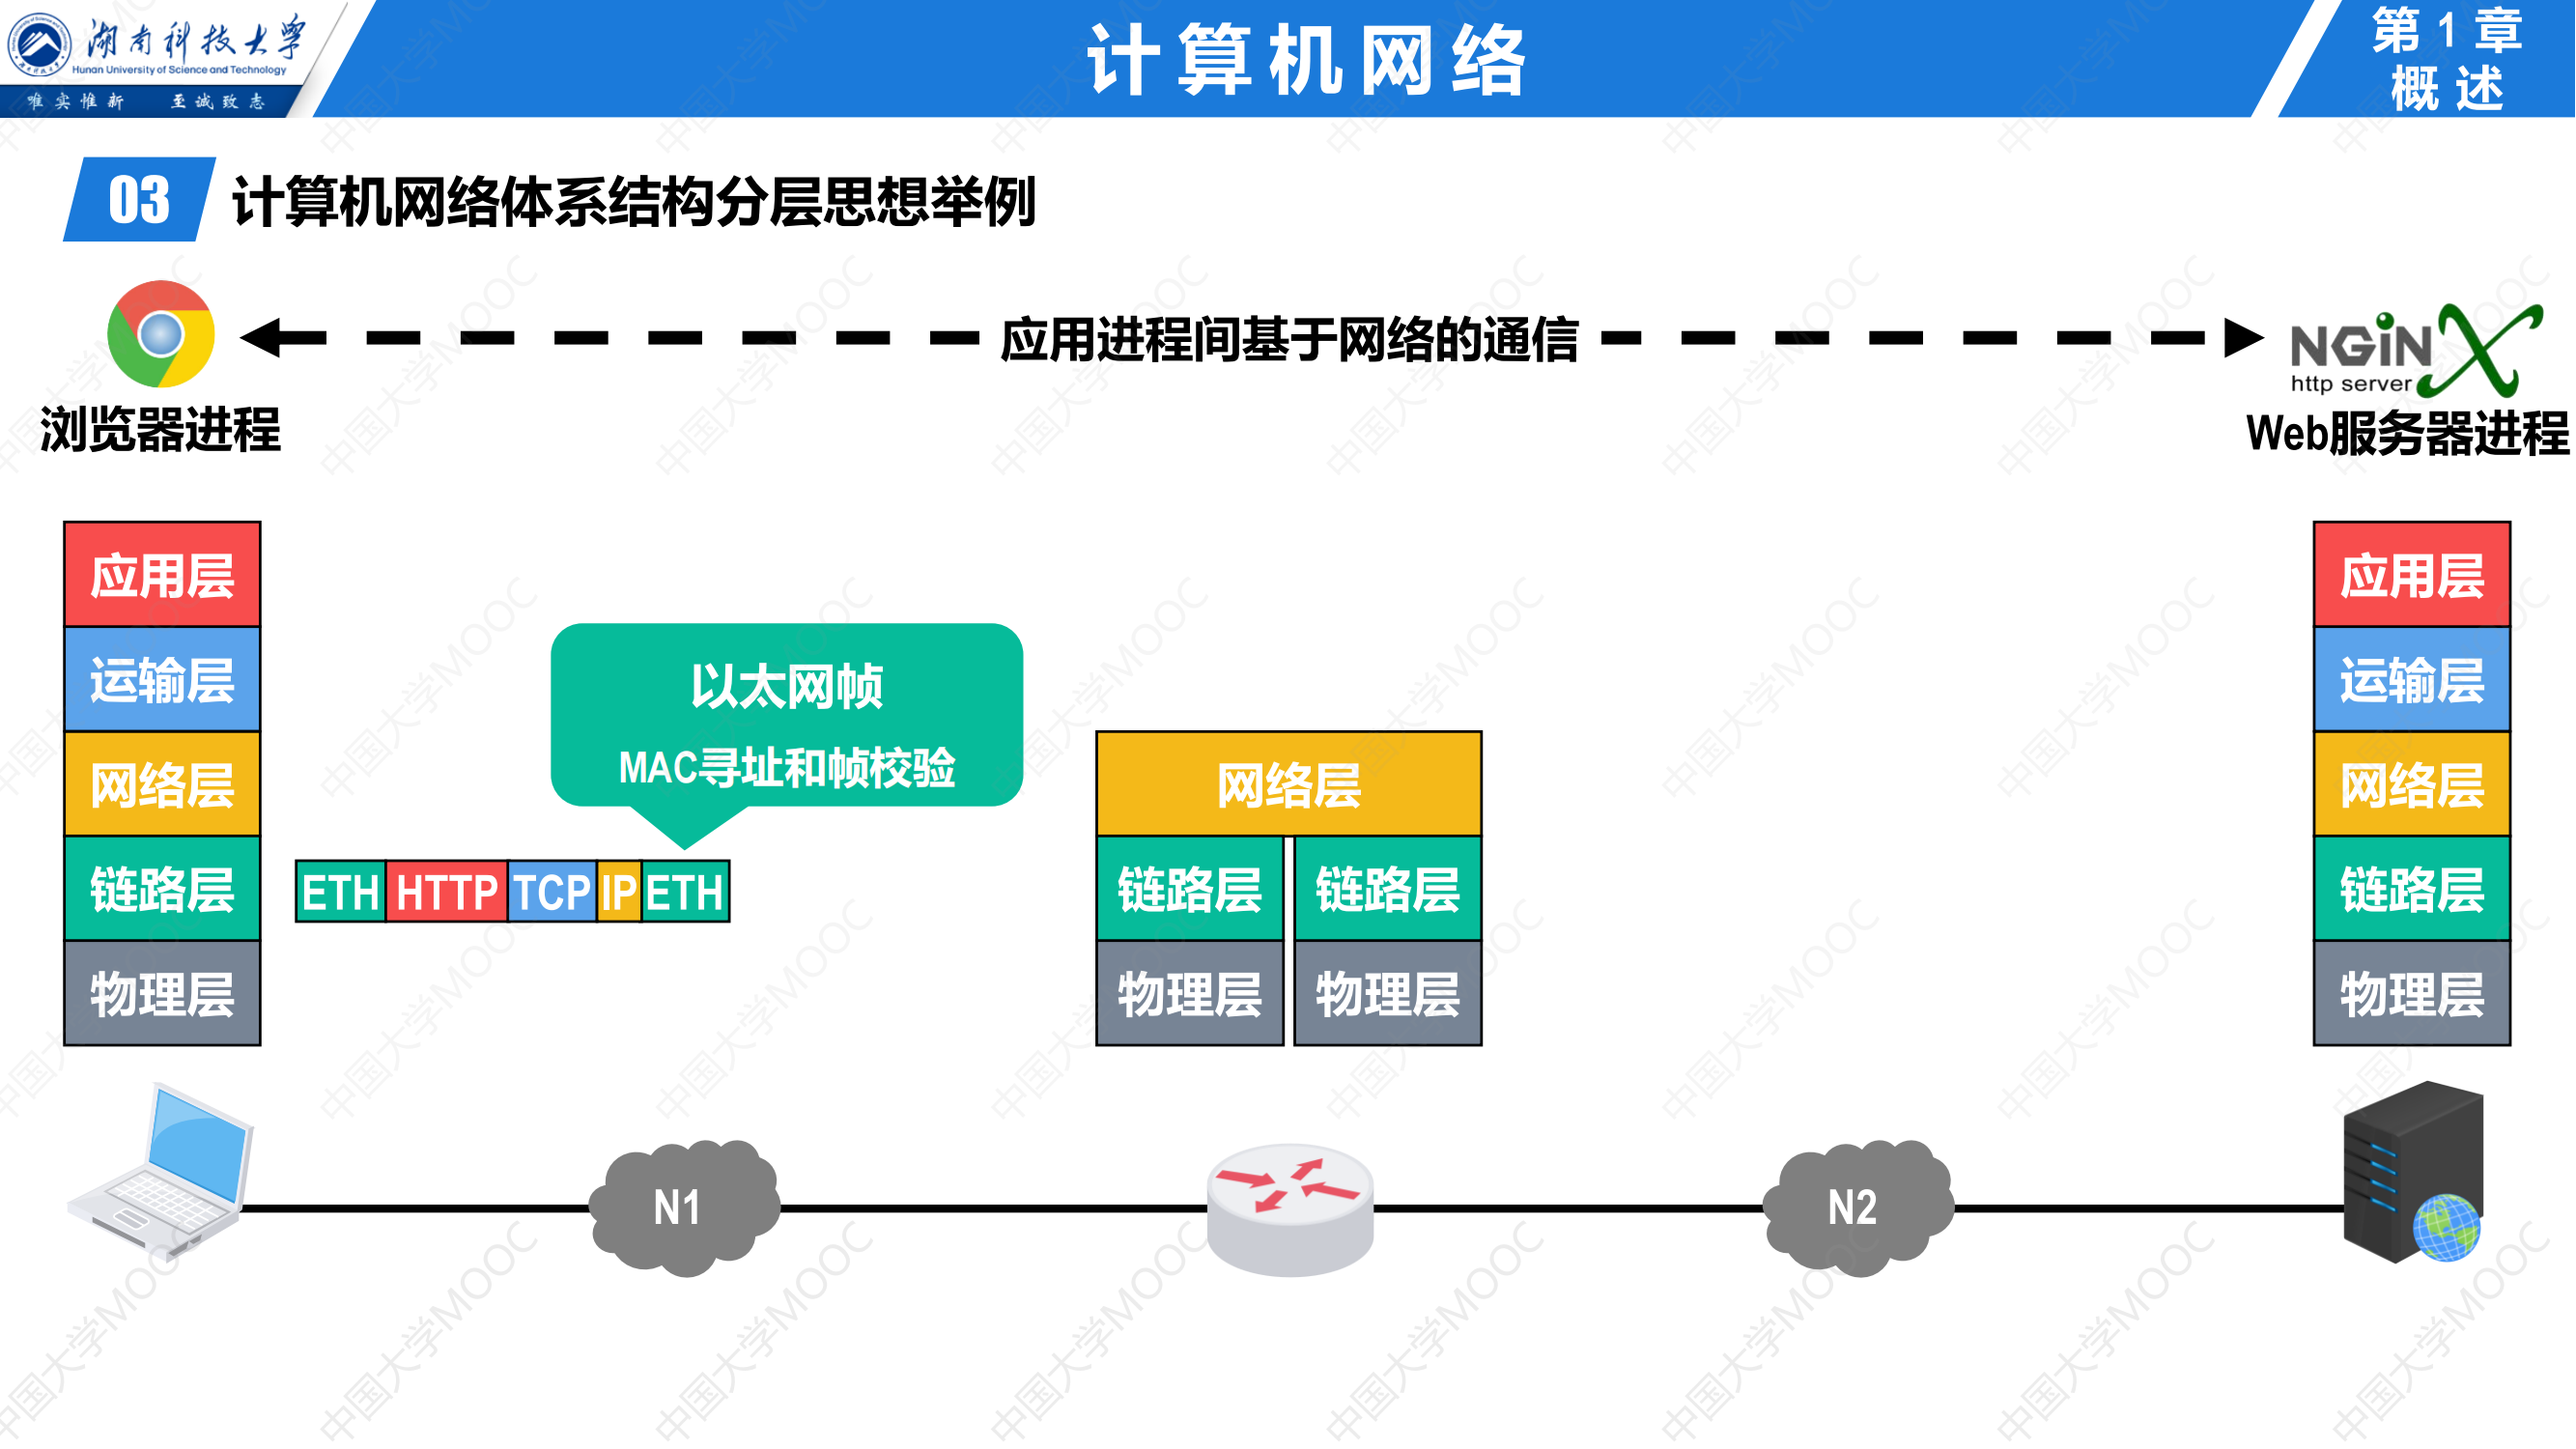 湖南科技大学
Hunan University of Science and Technology
唯实惟新 至诚致志
计算机网络
第1章
概述
03 计算机网络体系结构分层思想举例
应用进程间基于网络的通信
NGiNX
http server
浏览器进程
Web服务器进程
应用层
运输层
网络层
链路层
物理层
以太网帧
MAC寻址和帧校验
ETH HTTP TCP IP ETH
网络层
链路层 链路层
物理层 物理层
应用层
运输层
网络层
链路层
物理层
N1
N2
中国大学MOOC